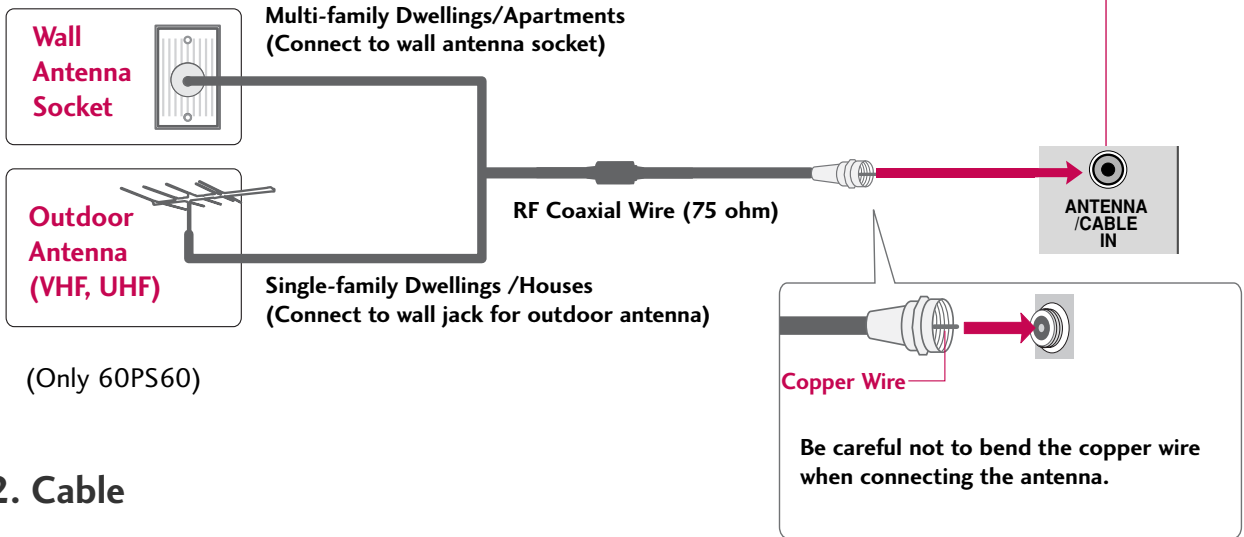 Multi-family Dwellings/Apartments
(Connect to wall antenna socket)
Wall
Antenna
Socket
RF Coaxial Wire (75 ohm)
ANTENNA
/CABLE
IN
Outdoor
Antenna
(VHF, UHF)
Single-family Dwellings /Houses
(Connect to wall jack for outdoor antenna)
(Only 60PS60)
Copper Wire
Be careful not to bend the copper wire
when connecting the antenna.
2. Cable